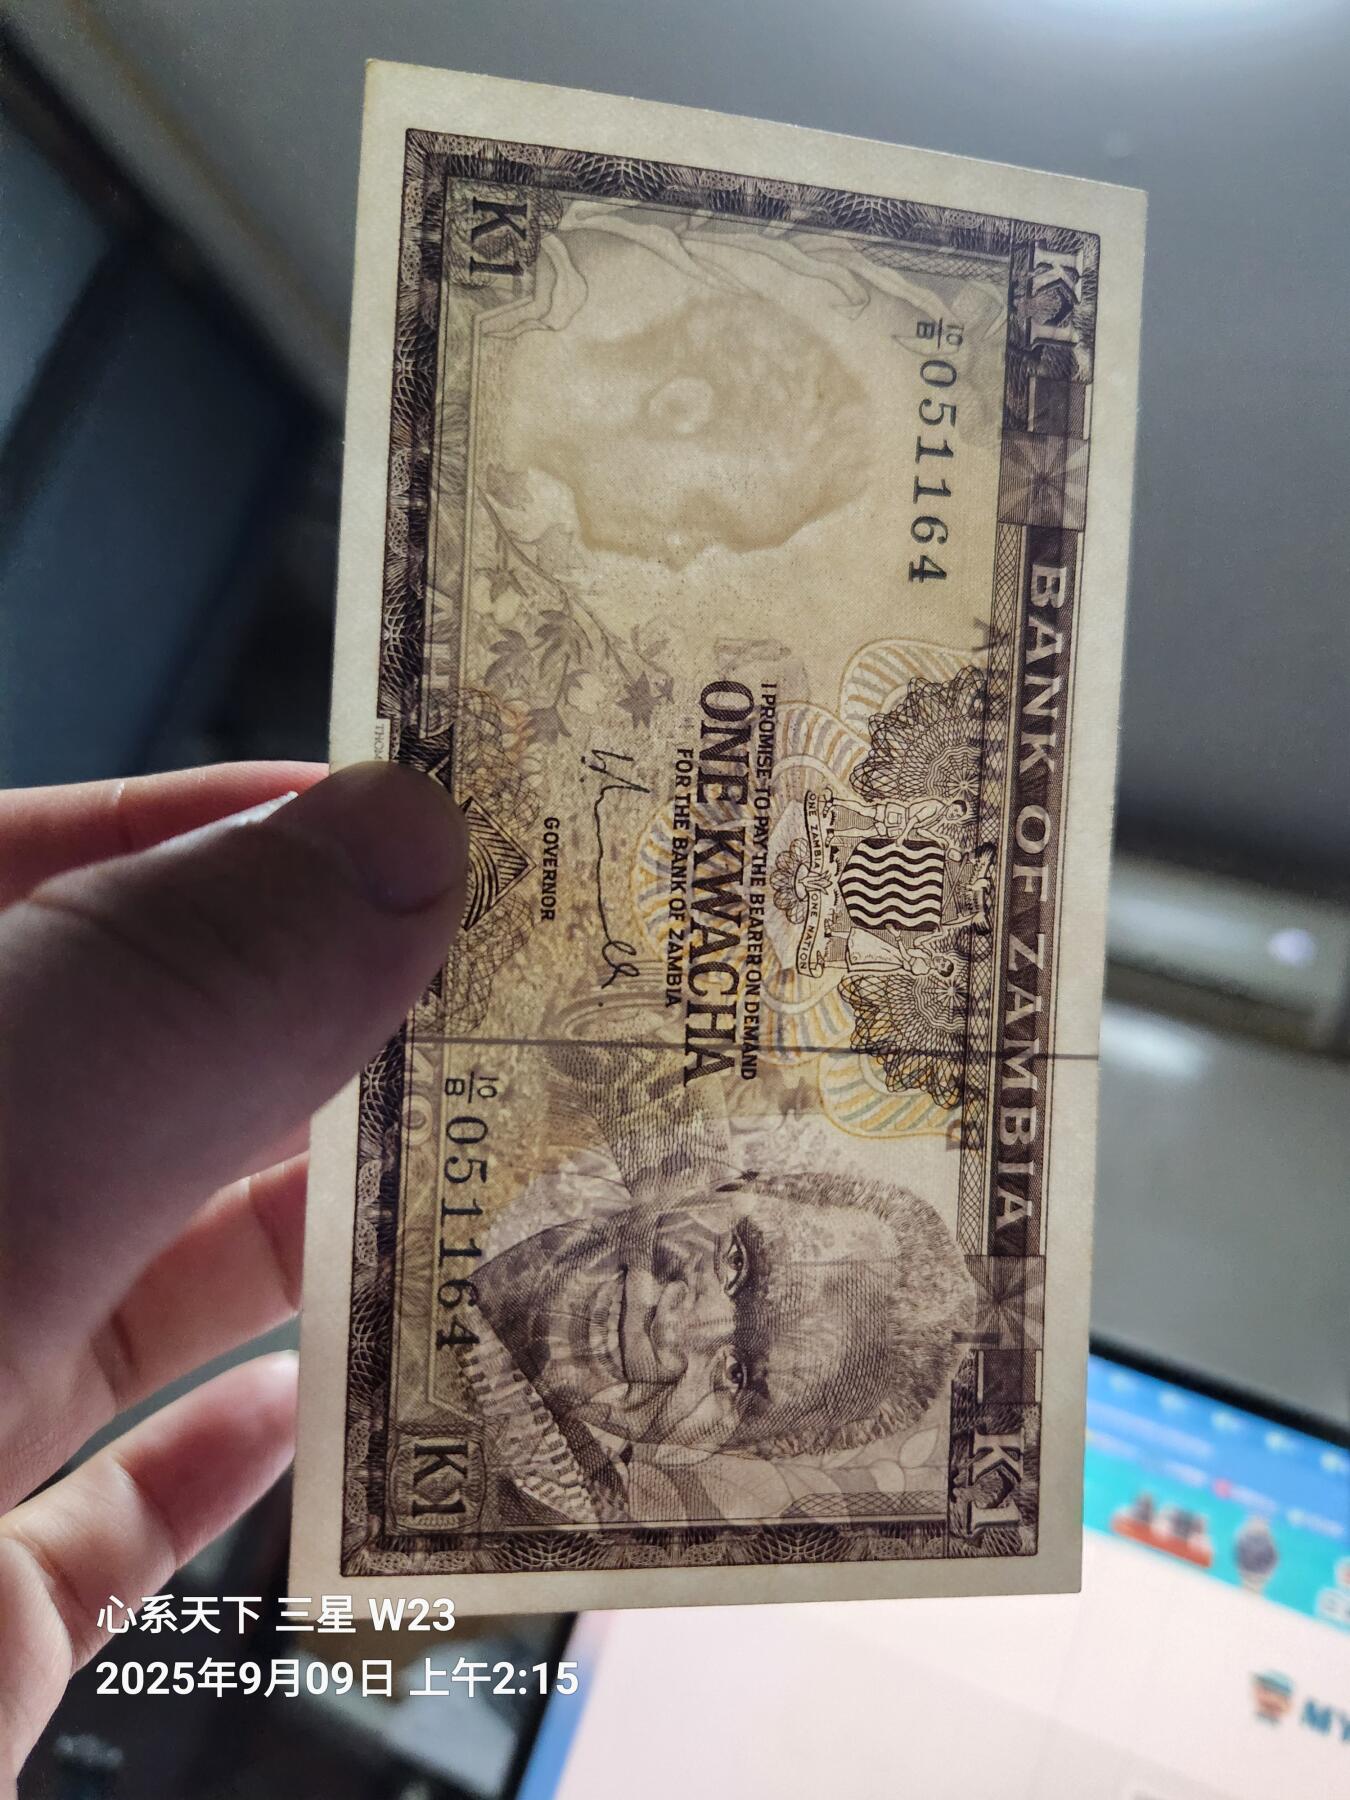 K1
K1
BANK OF ZAMBIA
10/B 051164
I PROMISE TO PAY THE BEARER ON DEMAND
ONE KWACHA
FOR THE BANK OF ZAMBIA
GOVERNOR
ONE ZAMBIA ONE NATION
10/B 051164
K1
K1
心系天下 三星 W23
2025年9月09日 上午2:15